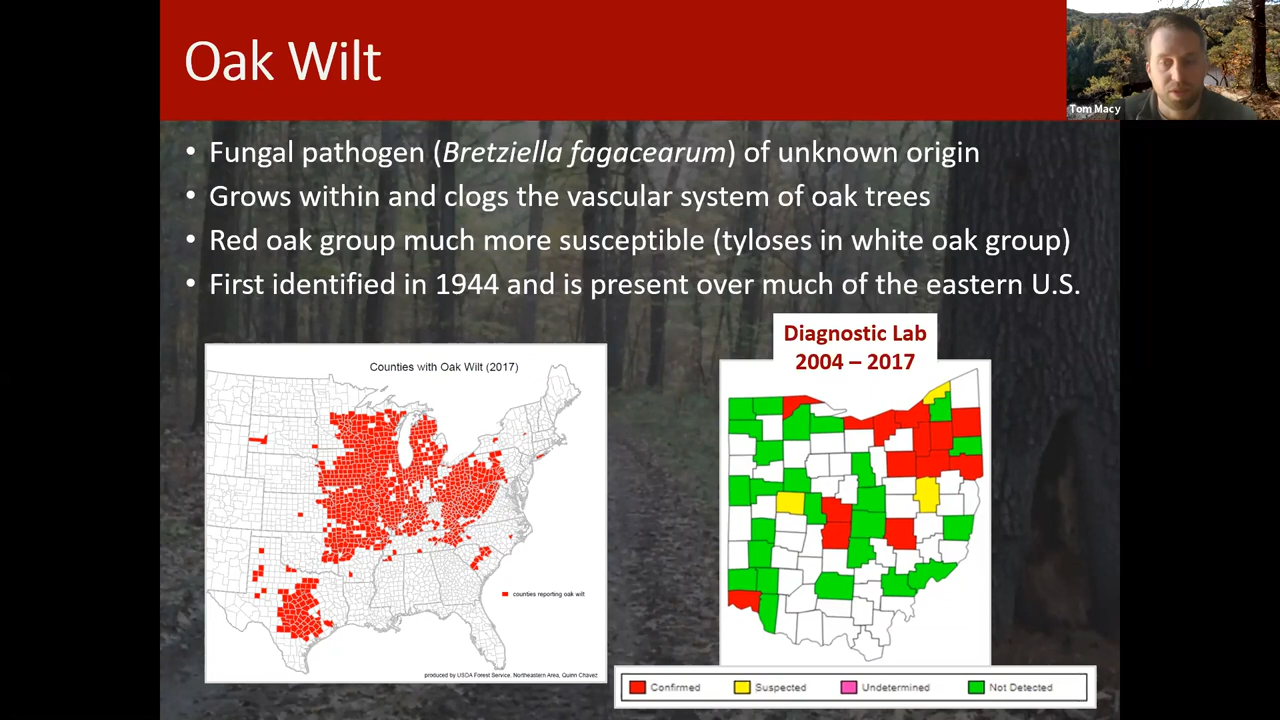 Oak Wilt
Tom Macy
• Fungal pathogen (Bretziella fagacearum) of unknown origin
• Grows within and clogs the vascular system of oak trees
• Red oak group much more susceptible (tyloses in white oak group)
• First identified in 1944 and is present over much of the eastern U.S.
Counties with Oak Wilt (2017)
counties reporting oak wilt
produced by USDA Forest Service, Northeastern Area, Quinn Chavez
Diagnostic Lab
2004 – 2017
Confirmed Suspected Undetermined Not Detected